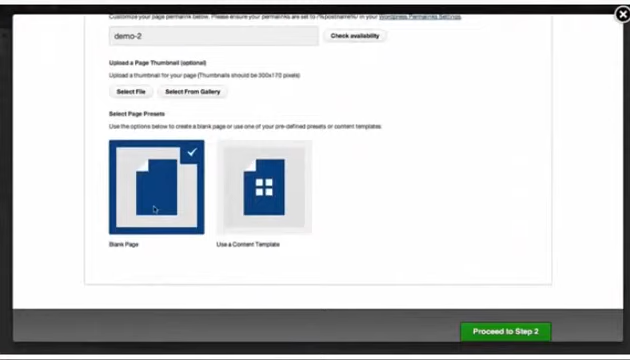 Customize your page permalink below. Please ensure your permalinks are set to /%postname%/ in your Wordpress Permalinks Settings.
demo-2
Check availability
Upload a Page Thumbnail (optional)
Upload a thumbnail for your page (Thumbnails should be 300x170 pixels)
Select File
Select From Gallery
Select Page Presets
Use the options below to create a blank page or use one of your pre-defined presets or content templates
Blank Page
Use a Content Template
Proceed to Step 2